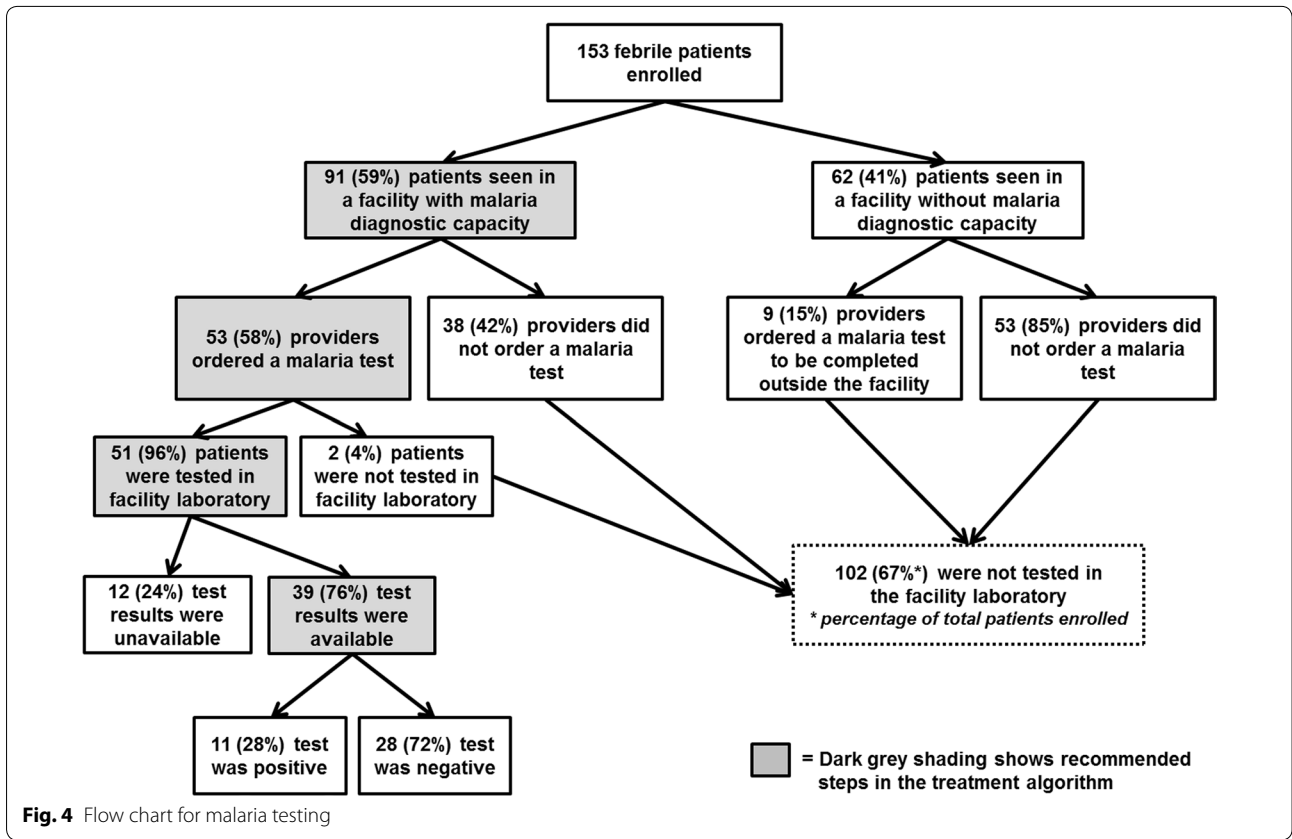 153 febrile patients
enrolled
91 (59%) patients seen in
a facility with malaria
diagnostic capacity
62 (41%) patients seen in
a facility without malaria
diagnostic capacity
53 (58%) providers
ordered a malaria test
38 (42%) providers did
not order a malaria
test
9 (15%) providers
ordered a malaria test
to be completed
outside the facility
53 (85%) providers did
not order a malaria
test
51 (96%) patients
were tested in
facility laboratory
2 (4%) patients
were not tested in
facility laboratory
12 (24%) test
results were
unavailable
39 (76%) test
results were
available
102 (67%*) were not tested in
the facility laboratory
* percentage of total patients enrolled
11 (28%) test
was positive
28 (72%) test
was negative
= Dark grey shading shows recommended
steps in the treatment algorithm
Fig. 4 Flow chart for malaria testing